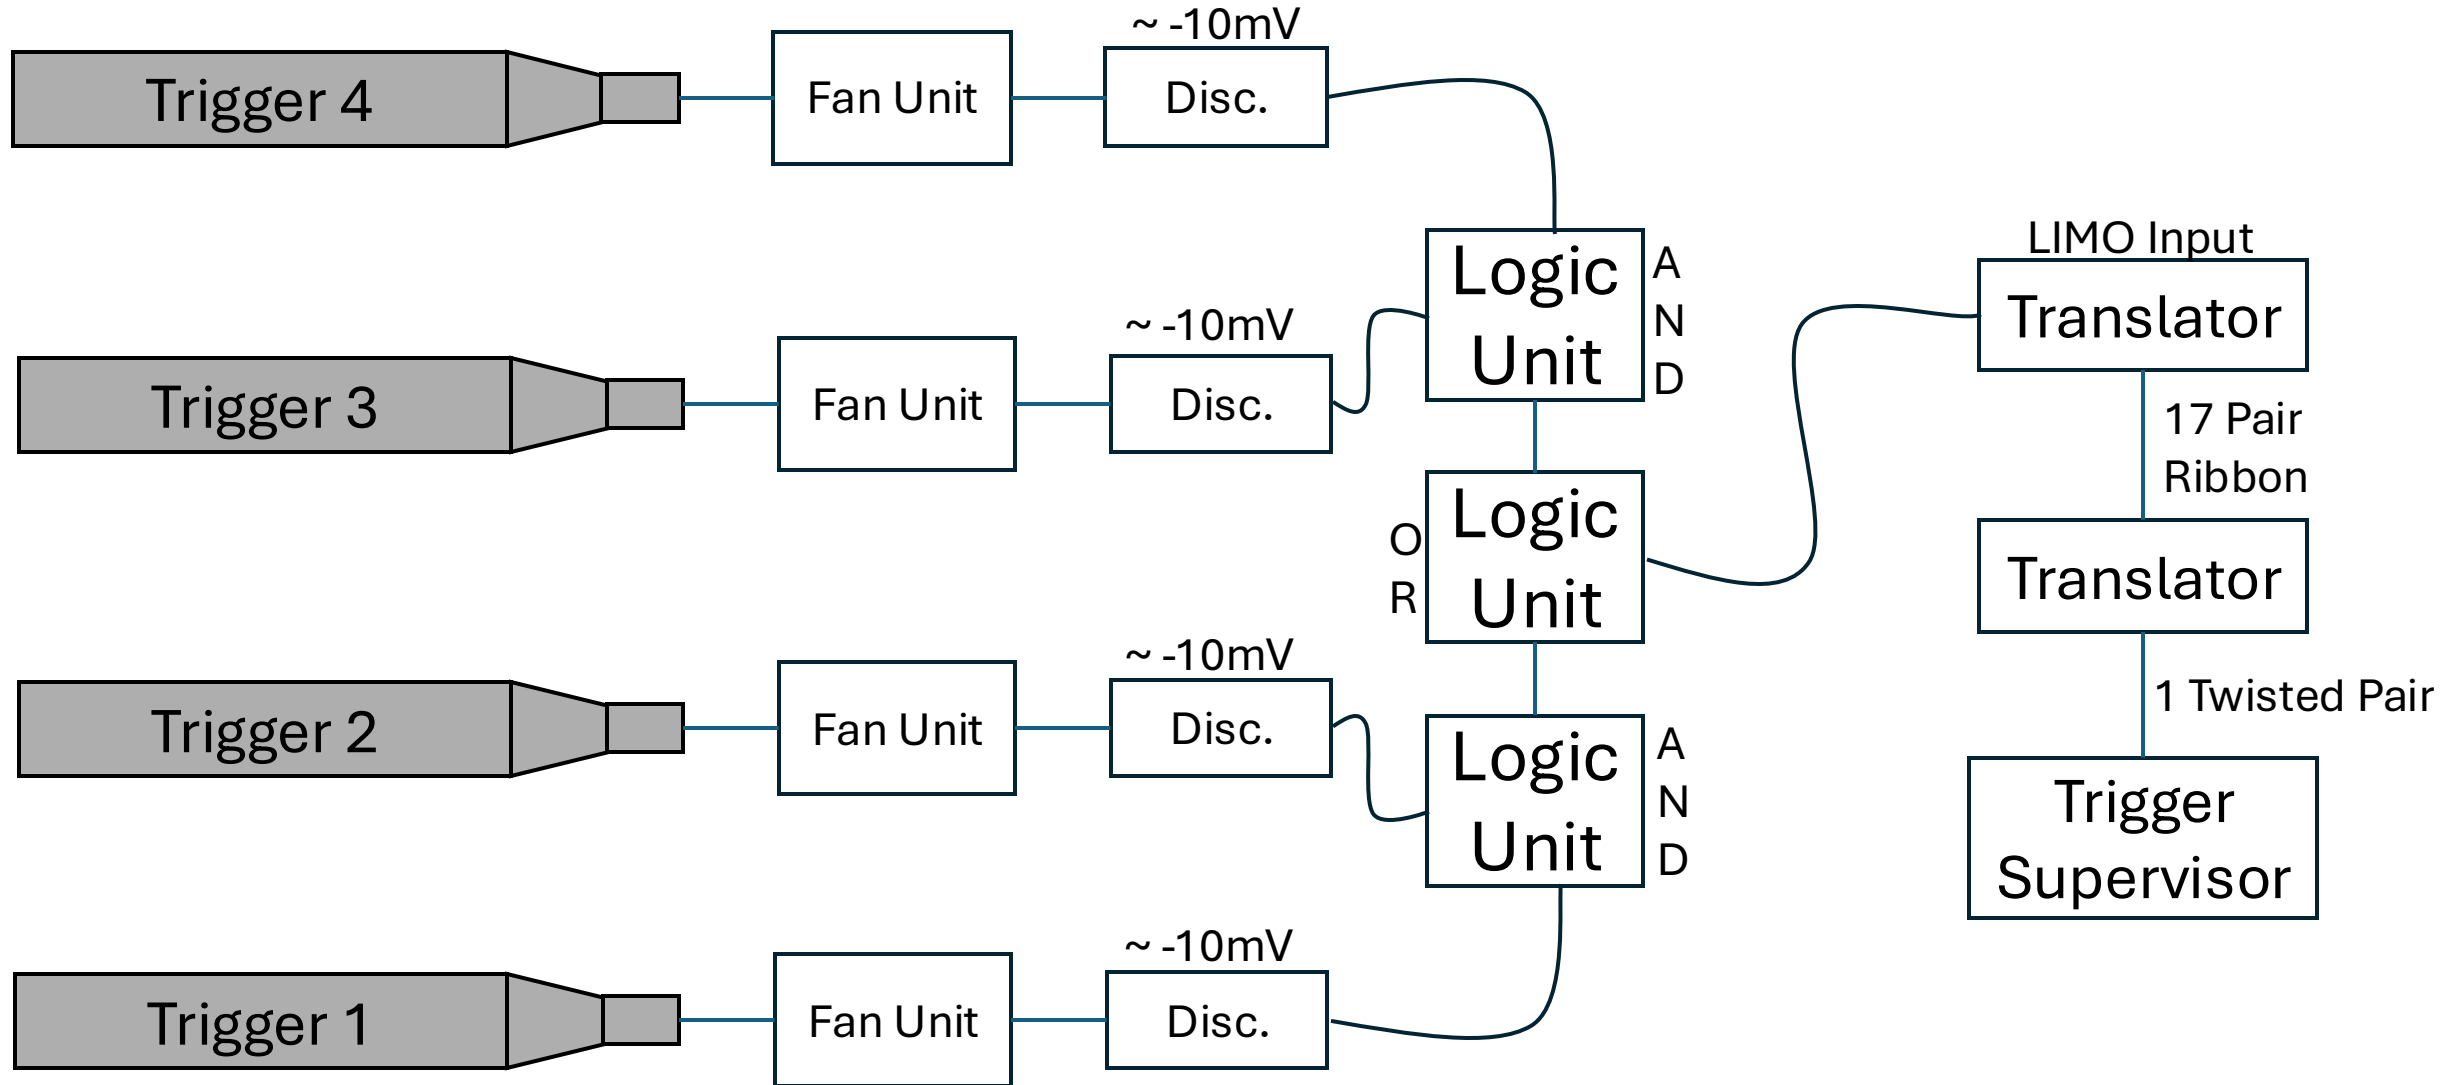 ~ -10mV
Trigger 4
Fan Unit
Disc.
~ -10mV
Trigger 3
Fan Unit
Disc.
~ -10mV
Trigger 2
Fan Unit
Disc.
~ -10mV
Trigger 1
Fan Unit
Disc.
Logic
Unit
A
N
D
Logic
Unit
O
R
Logic
Unit
A
N
D
LIMO Input
Translator
17 Pair
Ribbon
Translator
1 Twisted Pair
Trigger
Supervisor